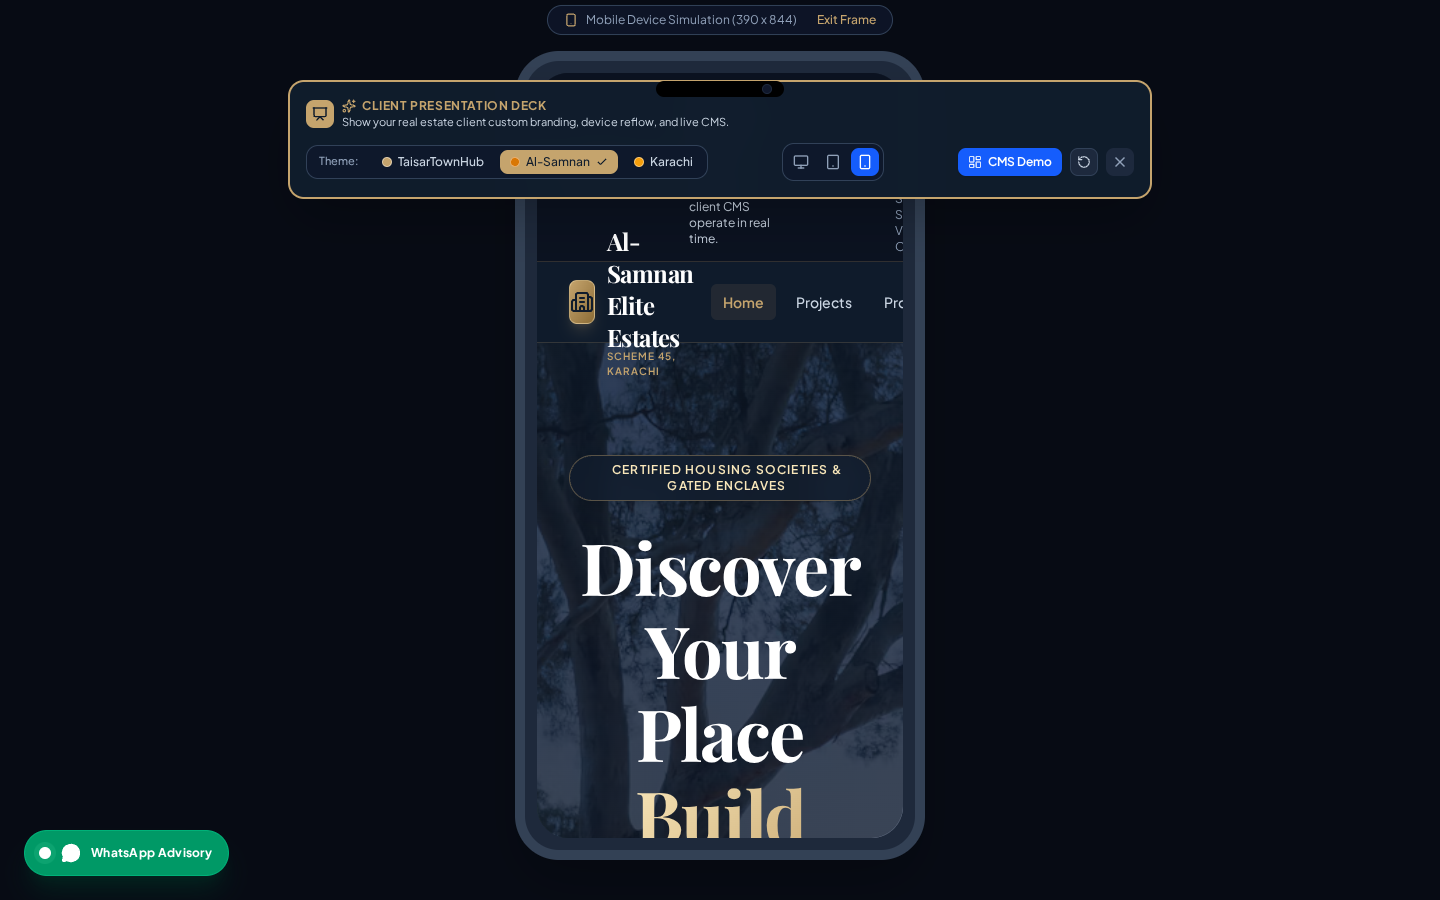 Mobile Device Simulation (390 x 844) Exit Frame
CLIENT PRESENTATION DECK
Show your real estate client custom branding, device reflow, and live CMS.
Theme: TaisarTownHub Al-Samnan Karachi
CMS Demo
client CMS
operate in real
time.
S
V
C
Al-
Samnan
Elite
Estates
SCHEME 45,
KARACHI
Home Projects Pro
CERTIFIED HOUSING SOCIETIES &
GATED ENCLAVES
Discover
Your
Place
Build
WhatsApp Advisory